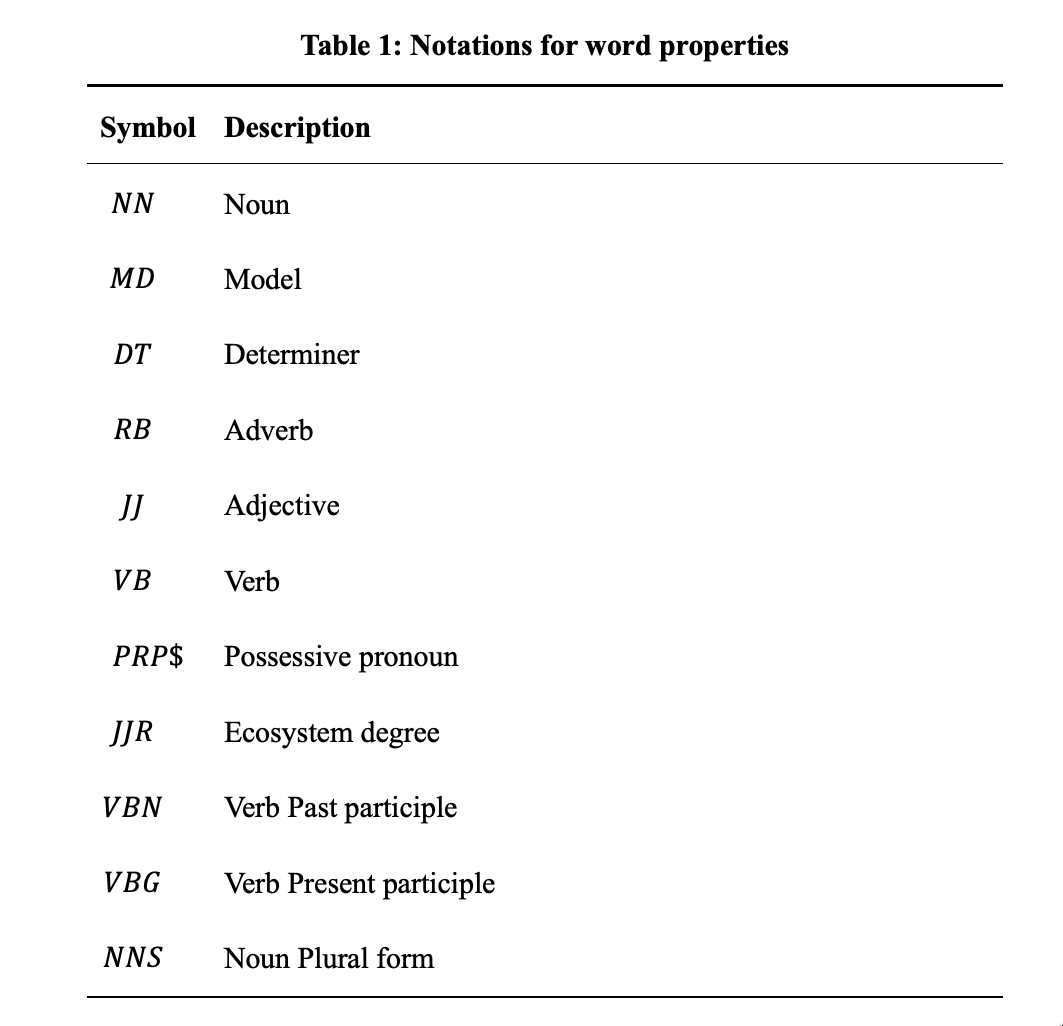 Table 1: Notations for word properties
Symbol Description
NN Noun
MD Model
DT Determiner
RB Adverb
JJ Adjective
VB Verb
PRP$ Possessive pronoun
JJR Ecosystem degree
VBN Verb Past participle
VBG Verb Present participle
NNS Noun Plural form